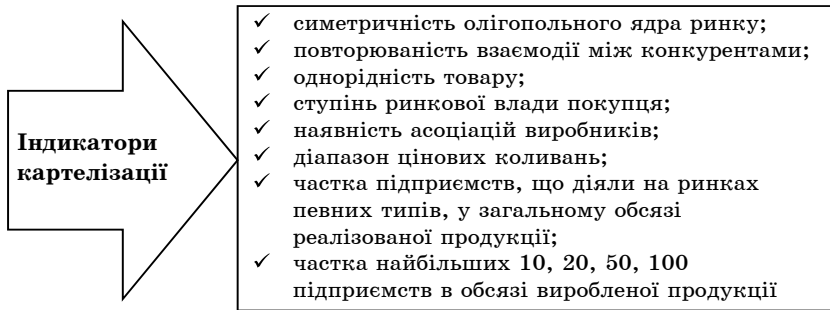 Індикатори
картелізації
✓ симетричність олігопольного ядра ринку;
✓ повторюваність взаємодії між конкурентами;
✓ однорідність товару;
✓ ступінь ринкової влади покупця;
✓ наявність асоціацій виробників;
✓ діапазон цінових коливань;
✓ частка підприємств, що діяли на ринках
певних типів, у загальному обсязі
реалізованої продукції;
✓ частка найбільших 10, 20, 50, 100
підприємств в обсязі виробленої продукції